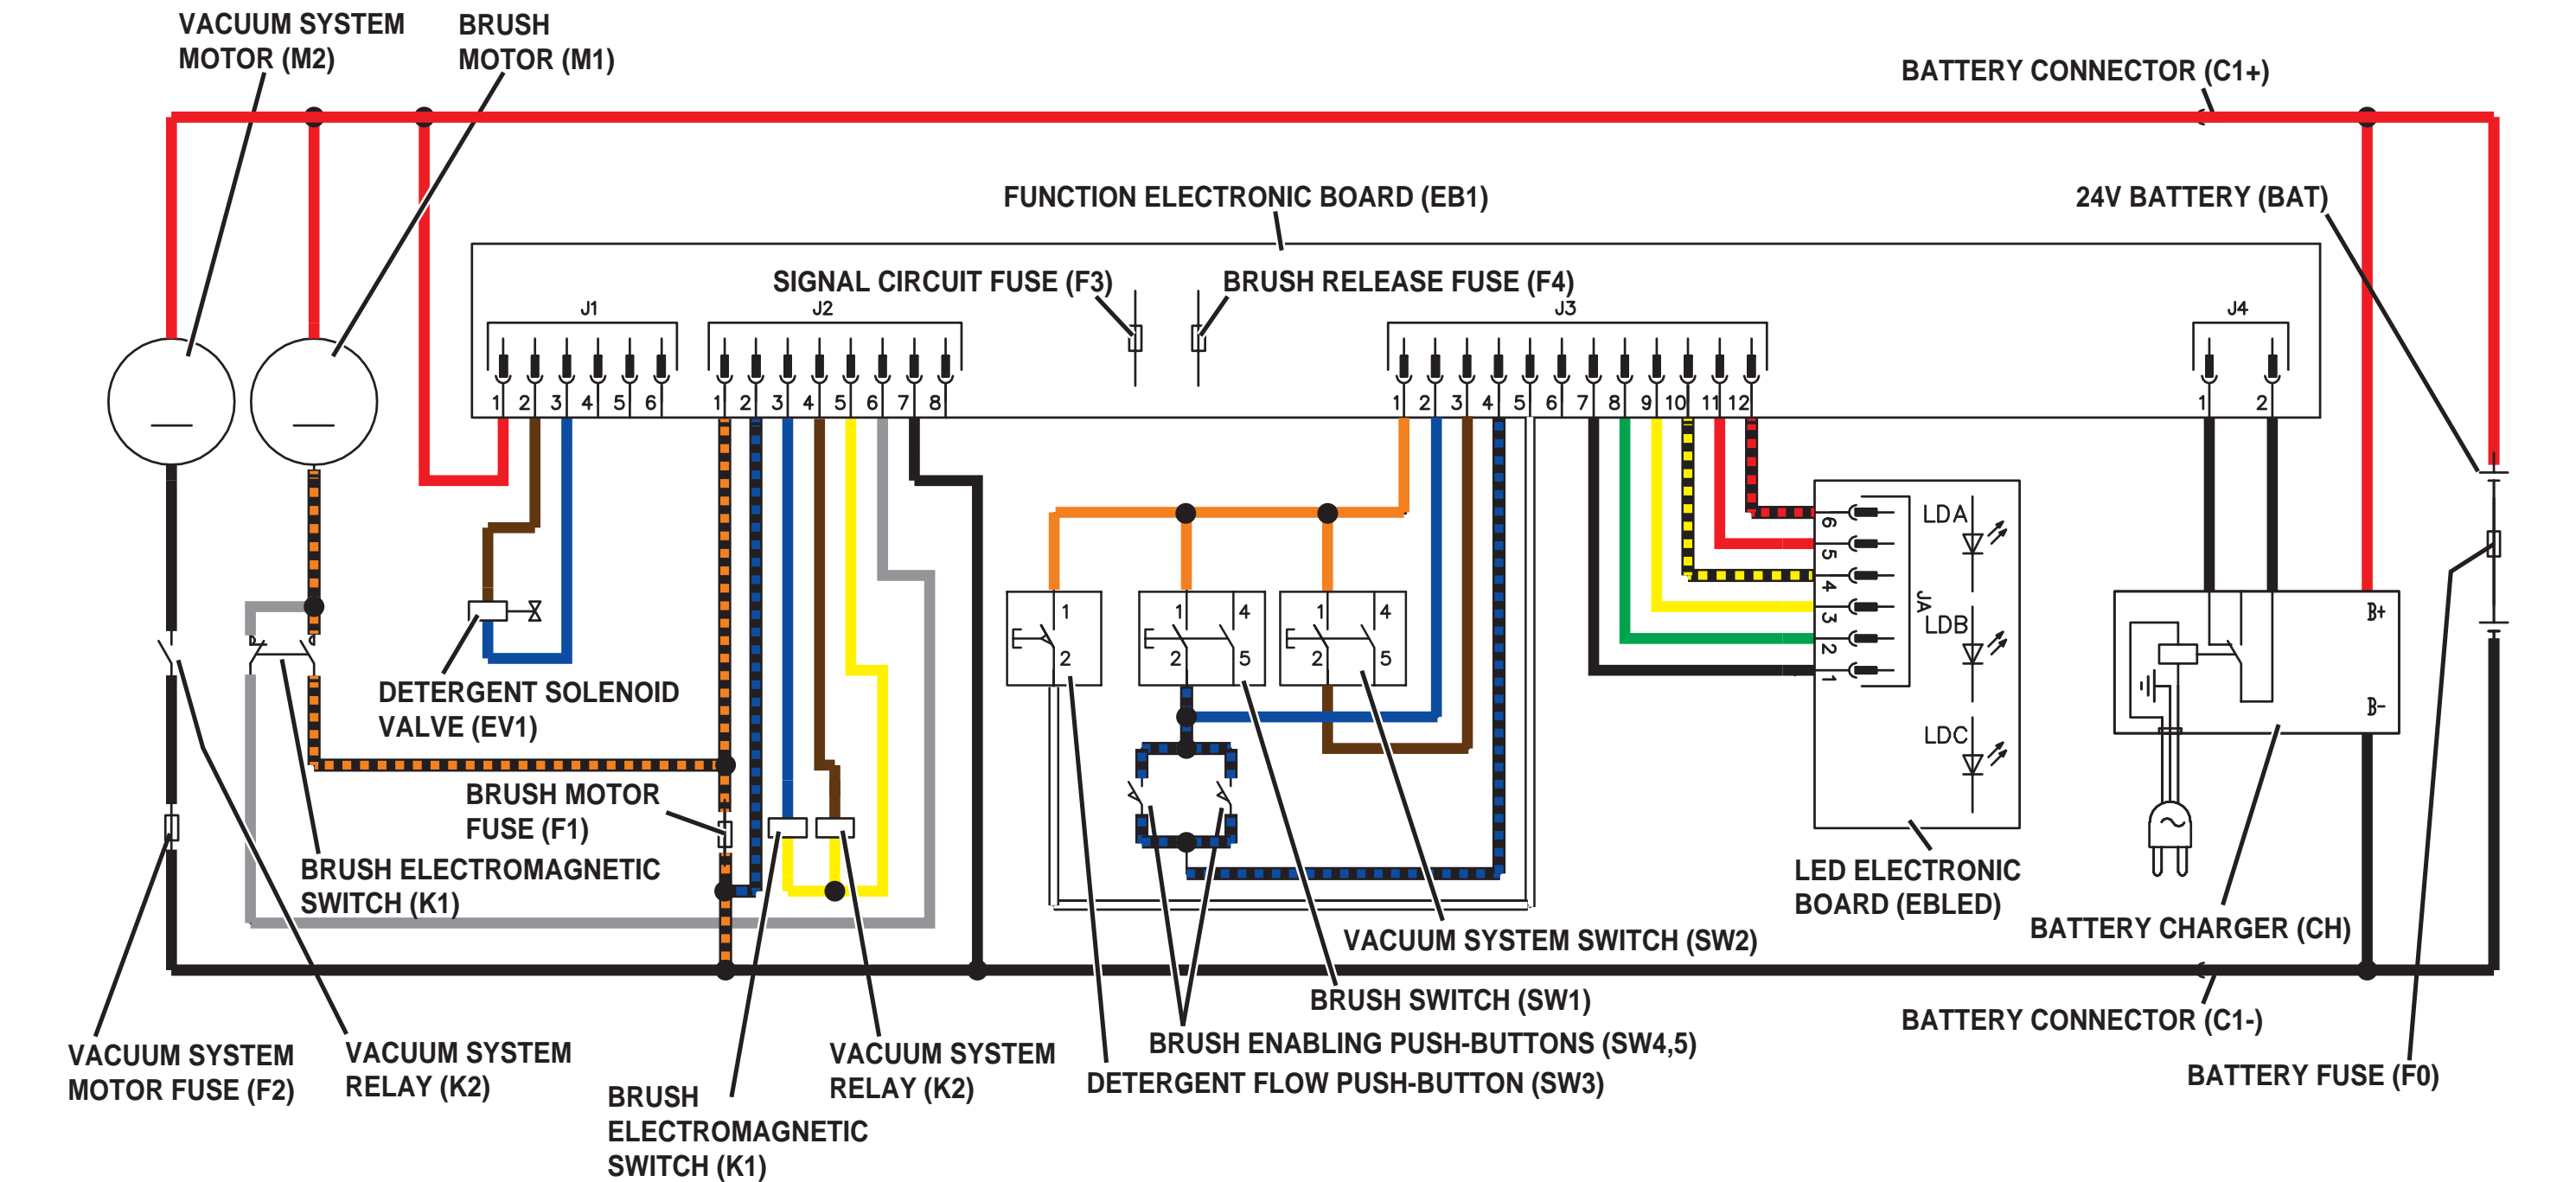 VACUUM SYSTEM
MOTOR (M2)
BRUSH
MOTOR (M1)
BATTERY CONNECTOR (C1+)
FUNCTION ELECTRONIC BOARD (EB1)
24V BATTERY (BAT)
SIGNAL CIRCUIT FUSE (F3)
BRUSH RELEASE FUSE (F4)
J1
J2
J3
J4
1 2 3 4 5 6
1 2 3 4 5 6 7 8
1 2 3 4 5 6 7 8 9 10 11 12
1 2
1
2
1 4
2 5
1 4
2 5
6
5
4
3
2
1
JA
LDA
LDB
LDC
B+
B-
DETERGENT SOLENOID
VALVE (EV1)
BRUSH MOTOR
FUSE (F1)
BRUSH ELECTROMAGNETIC
SWITCH (K1)
LED ELECTRONIC
BOARD (EBLED)
BATTERY CHARGER (CH)
VACUUM SYSTEM SWITCH (SW2)
BRUSH SWITCH (SW1)
BATTERY CONNECTOR (C1-)
BRUSH ENABLING PUSH-BUTTONS (SW4,5)
DETERGENT FLOW PUSH-BUTTON (SW3)
BATTERY FUSE (F0)
VACUUM SYSTEM
MOTOR FUSE (F2)
VACUUM SYSTEM
RELAY (K2)
BRUSH
ELECTROMAGNETIC
SWITCH (K1)
VACUUM SYSTEM
RELAY (K2)